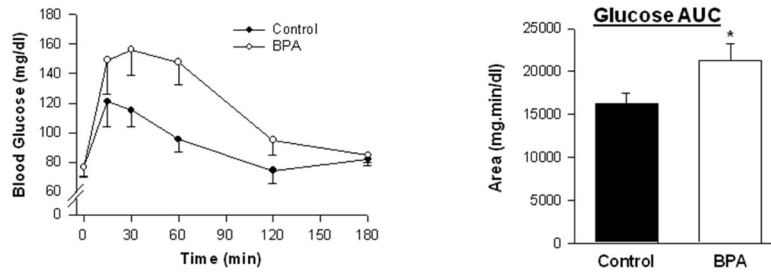 Control
BPA
Blood Glucose (mg/dl)
180
160
140
120
100
80
60
0
0 30 60 90 120 150 180
Time (min)
Glucose AUC
*
Area (mg.min/dl)
25000
20000
15000
10000
5000
0
Control BPA